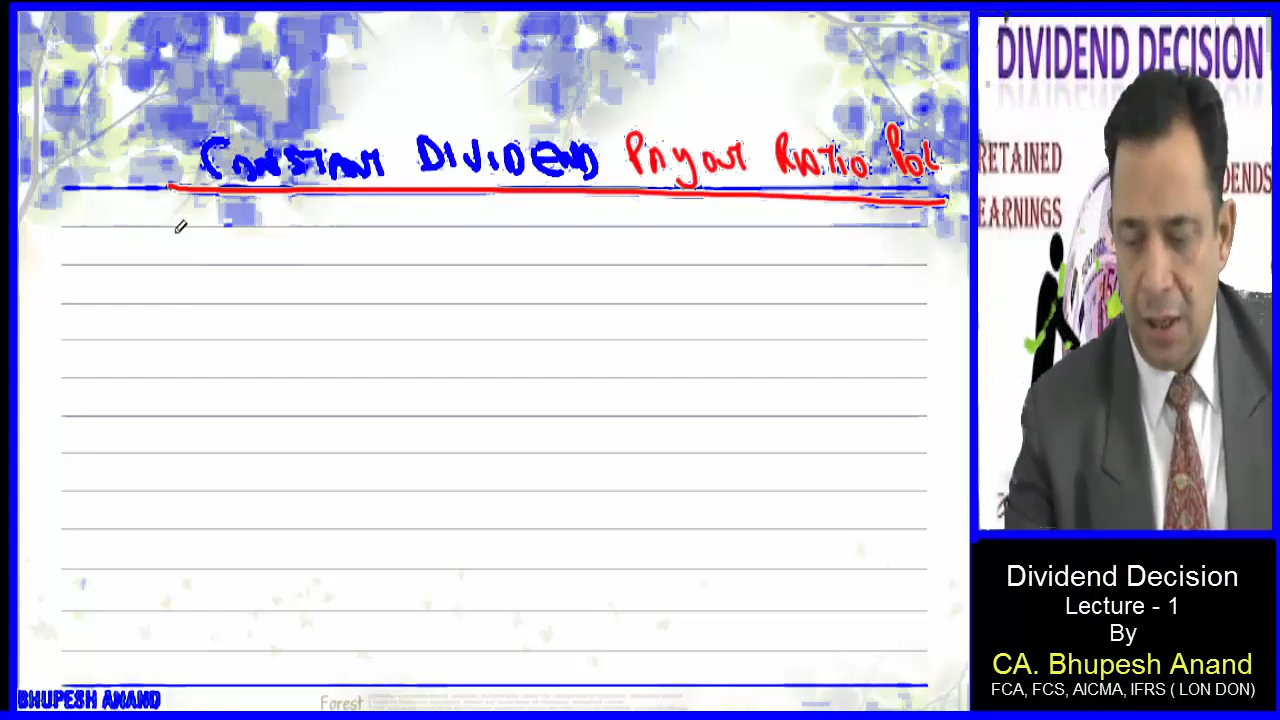 CONSTANT DIVIDEND Payout RATIO Pol
BHUPESH ANAND
Forest
DIVIDEND DECISION
RETAINED
EARNINGS
DENDS
Dividend Decision
Lecture - 1
By
CA. Bhupesh Anand
FCA, FCS, AICMA, IFRS ( LON DON)